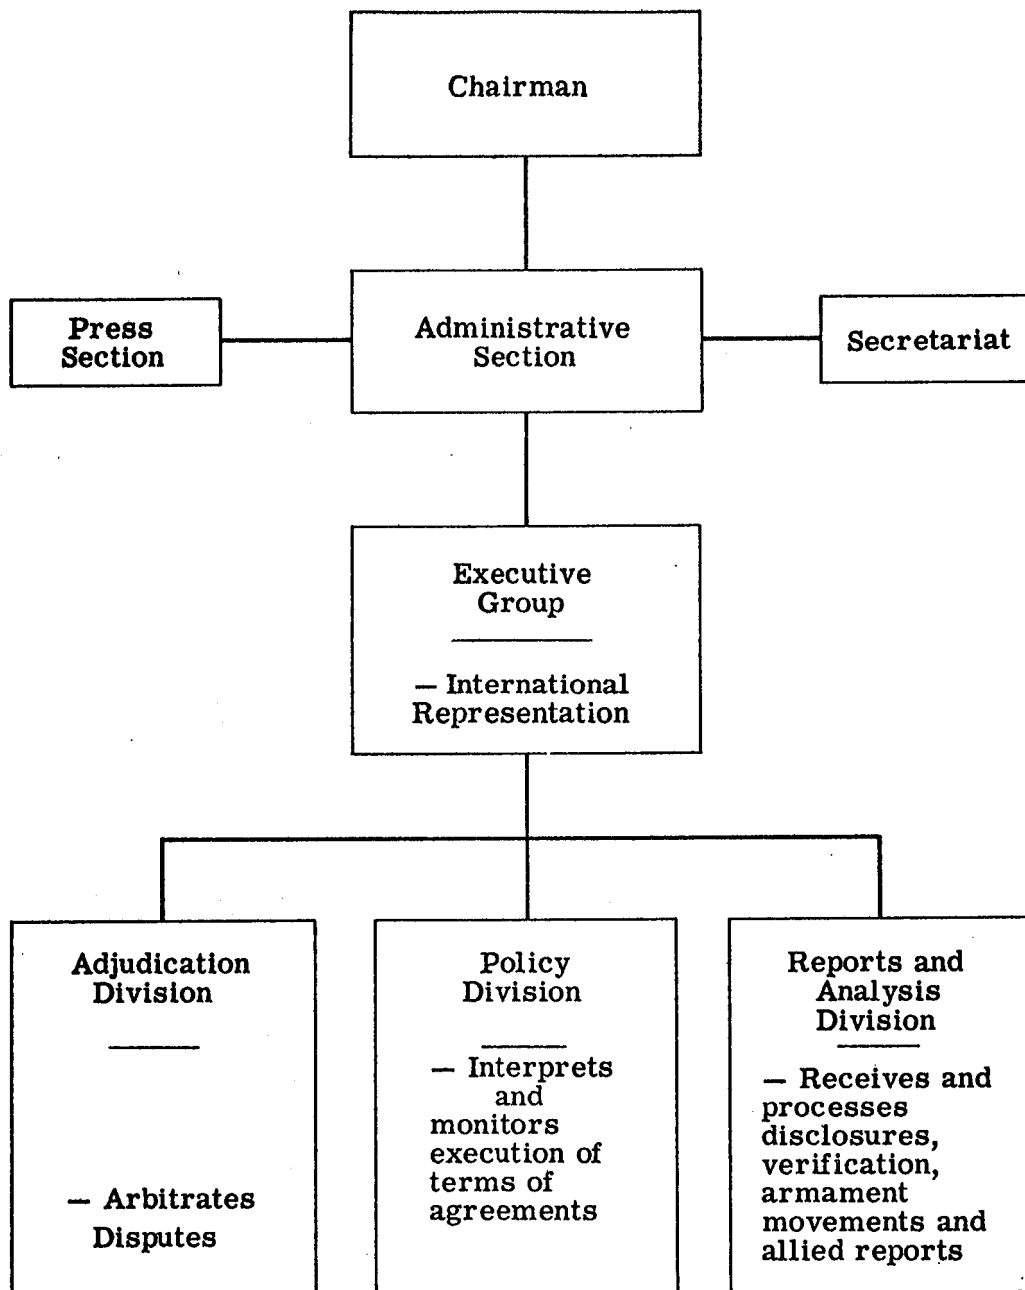 Chairman
Press
Section
Administrative
Section
Secretariat
Executive
Group
— International
Representation
Adjudication
Division
— Arbitrates
Disputes
Policy
Division
— Interprets
and
monitors
execution of
terms of
agreements
Reports and
Analysis
Division
— Receives and
processes
disclosures,
verification,
armament
movements and
allied reports